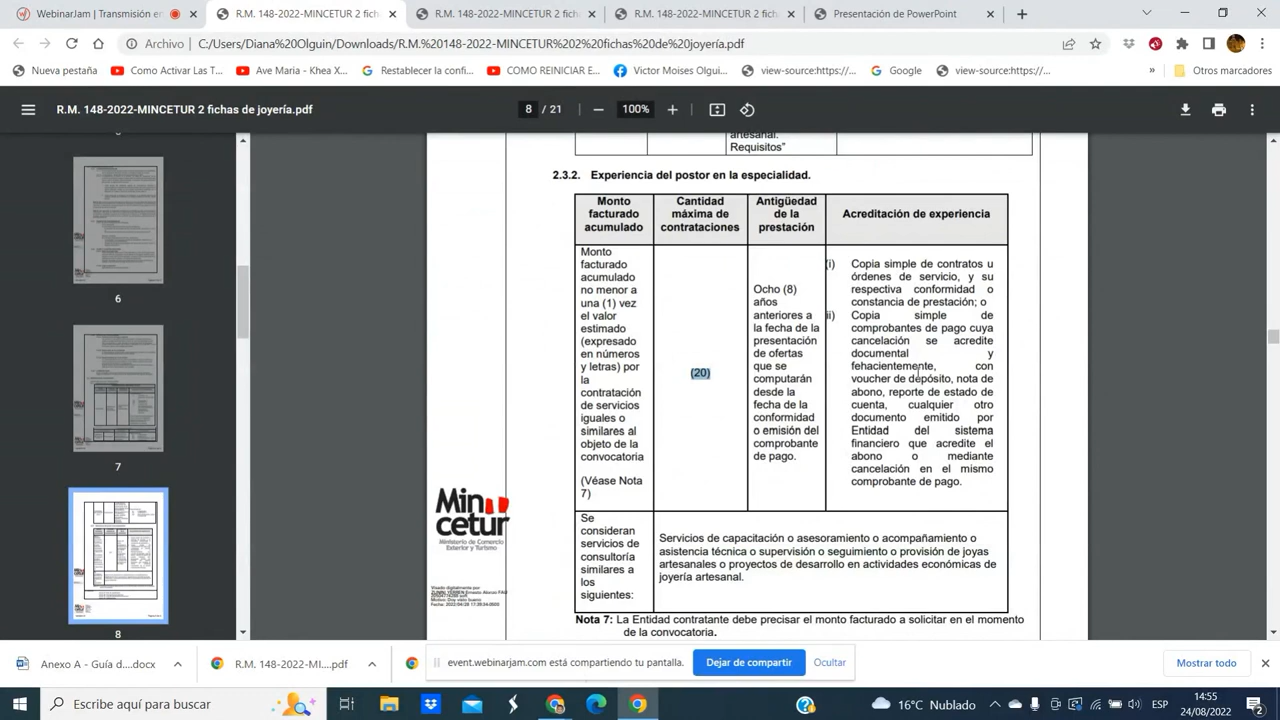 WebinarJam | Transmisión en
R.M. 148-2022-MINCETUR 2 fich
R.M. 148-2022-MINCETUR 2 fich
R.M. 148-2022-MINCETUR 2 fich
Presentación de PowerPoint
Archivo
C:/Users/Diana%20Olguin/Downloads/R.M.%20148-2022-MINCETUR%202%20fichas%20de%20joyería.pdf
Nueva pestaña
Como Activar Las T...
Ave Maria - Khea X...
Restablecer la confi...
COMO REINICIAR E...
Victor Moises Olgui...
view-source:https://...
Google
view-source:https://...
»
Otros marcadores
R.M. 148-2022-MINCETUR 2 fichas de joyería.pdf
8 / 21
100%
6
7
8
artesanal.
Requisitos”
2.3.2. Experiencia del postor en la especialidad.
Monto
facturado
acumulado
Cantidad
máxima de
contrataciones
Antigüedad
de la
prestación
Acreditación de experiencia
Monto
facturado
acumulado
no menor a
una (1) vez
el valor
estimado
(expresado
en números
y letras) por
la
contratación
de servicios
iguales o
similares al
objeto de la
convocatoria
(Véase Nota
7)
(20)
Ocho (8)
años
anteriores a
la fecha de la
presentación
de ofertas
que se
computarán
desde la
fecha de la
conformidad
o emisión del
comprobante
de pago.
(i) Copia simple de contratos u
órdenes de servicio, y su
respectiva conformidad o
constancia de prestación; o
ii) Copia simple de
comprobantes de pago cuya
cancelación se acredite
documental y
fehacientemente, con
voucher de depósito, nota de
abono, reporte de estado de
cuenta, cualquier otro
documento emitido por
Entidad del sistema
financiero que acredite el
abono o mediante
cancelación en el mismo
comprobante de pago.
Se
consideran
servicios de
consultoría
similares a
los
siguientes:
Servicios de capacitación o asesoramiento o acompañamiento o
asistencia técnica o supervisión o seguimiento o provisión de joyas
artesanales o proyectos de desarrollo en actividades económicas de
joyería artesanal.
Nota 7: La Entidad contratante debe precisar el monto facturado a solicitar en el momento
de la convocatoria.
Min
cetur
Ministerio de Comercio
Exterior y Turismo
Visado digitalmente por
Motivo: Doy visto bueno
Anexo A - Guía d....docx
R.M. 148-2022-MI....pdf
event.webinarjam.com está compartiendo tu pantalla.
Dejar de compartir
Ocultar
Mostrar todo
Escribe aquí para buscar
16°C Nublado
ESP
14:55
24/08/2022
2